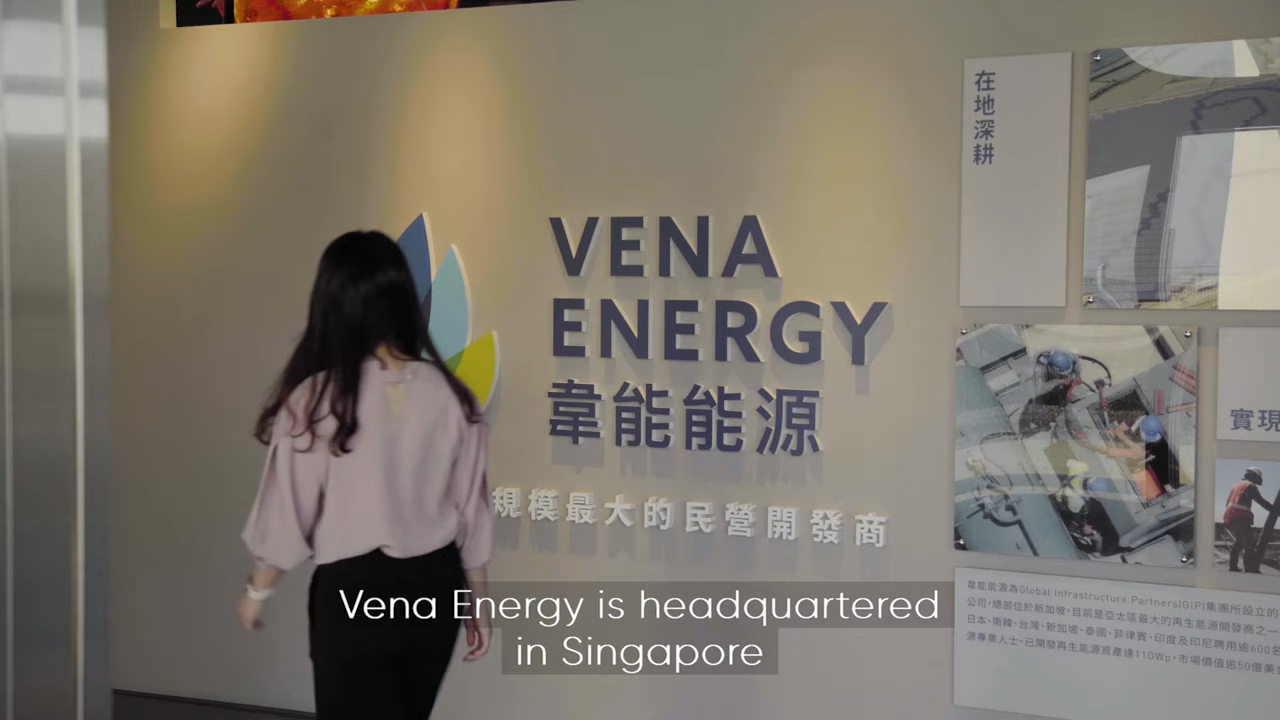 VENA
ENERGY
韋能能源
規模最大的民營開發商
在地深耕
實現
韋能能源為Global Infrastructure Partners(GIP)集團所設立的
公司，總部位於新加坡，目前是亞太區最大的再生能源開發商之一
日本、南韓、台灣、新加坡、泰國、菲律賓、印度及印尼聘用逾600名
源專業人士，已開發再生能源資產達11GWp，市場價值逾50億美
Vena Energy is headquartered
in Singapore